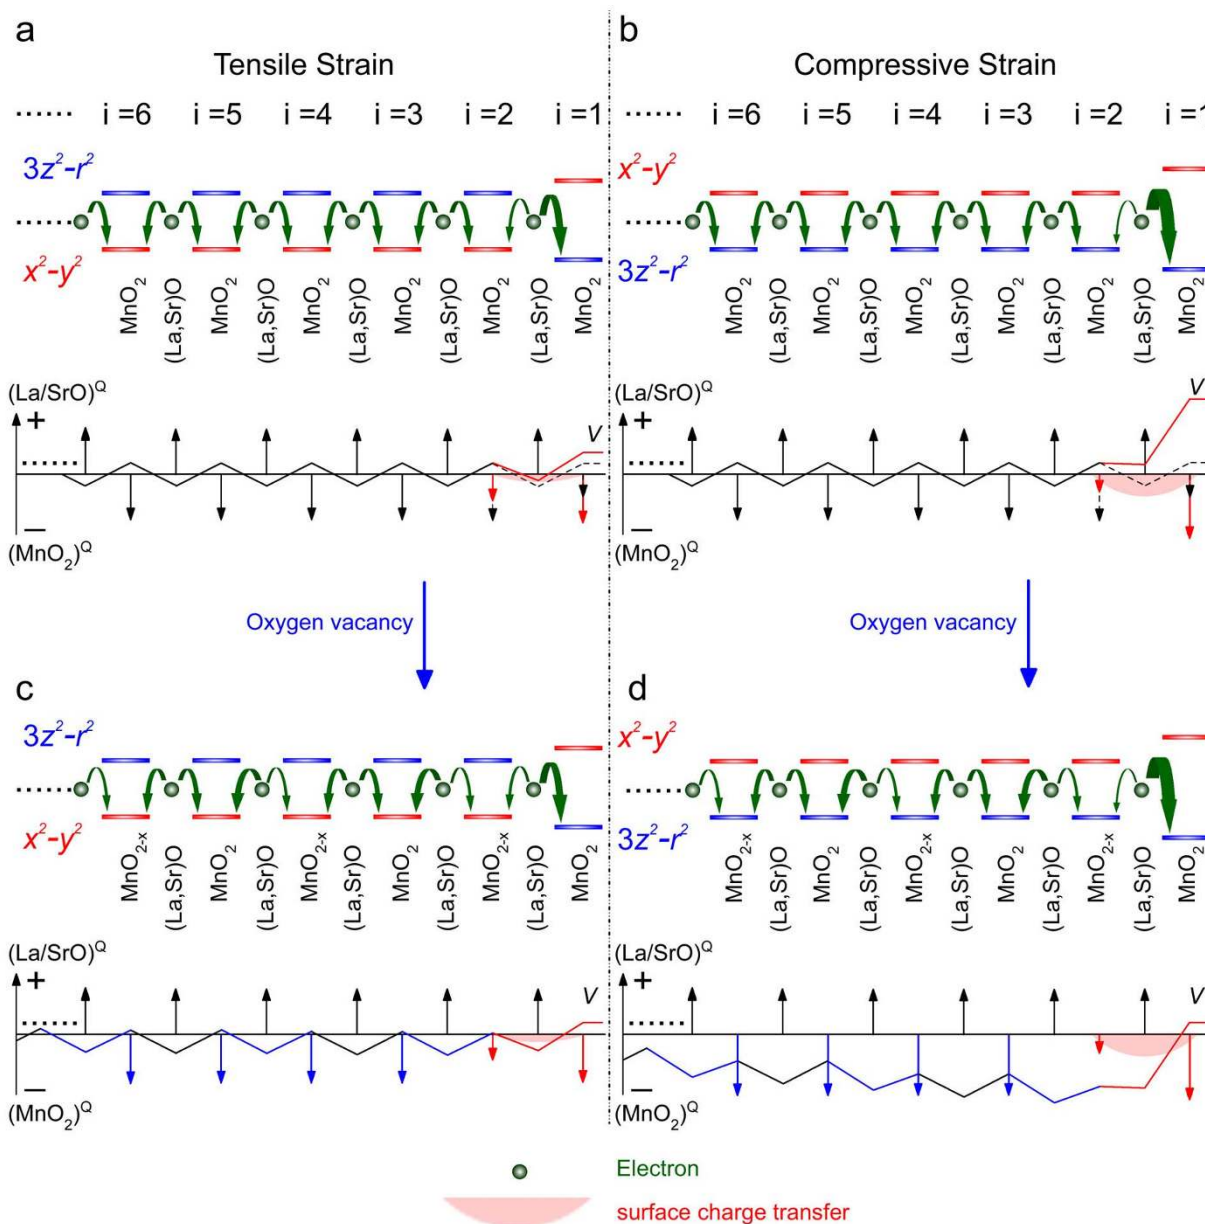 a
Tensile Strain
...... i =6 i =5 i =4 i =3 i =2 i =1
3z²-r²
......
x²-y²
MnO₂ (La,Sr)O MnO₂ (La,Sr)O MnO₂ (La,Sr)O MnO₂ (La,Sr)O MnO₂ (La,Sr)O MnO₂
(La/SrO)^Q
+
V
......
−
(MnO₂)^Q
Oxygen vacancy
b
Compressive Strain
...... i =6 i =5 i =4 i =3 i =2 i =1
x²-y²
......
3z²-r²
MnO₂ (La,Sr)O MnO₂ (La,Sr)O MnO₂ (La,Sr)O MnO₂ (La,Sr)O MnO₂ (La,Sr)O MnO₂
(La/SrO)^Q
+
V
......
−
(MnO₂)^Q
Oxygen vacancy
c
3z²-r²
......
x²-y²
MnO₂₋ₓ (La,Sr)O MnO₂ (La,Sr)O MnO₂₋ₓ (La,Sr)O MnO₂ (La,Sr)O MnO₂₋ₓ (La,Sr)O MnO₂
(La/SrO)^Q
+
V
......
−
(MnO₂)^Q
d
x²-y²
......
3z²-r²
MnO₂₋ₓ (La,Sr)O MnO₂ (La,Sr)O MnO₂₋ₓ (La,Sr)O MnO₂ (La,Sr)O MnO₂₋ₓ (La,Sr)O MnO₂
(La/SrO)^Q
+
V
......
−
(MnO₂)^Q
Electron
surface charge transfer